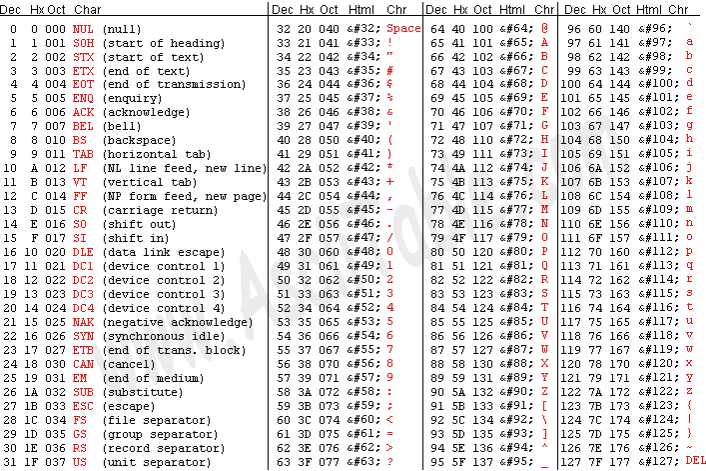 Dec Hx Oct Char Dec Hx Oct Html Chr Dec Hx Oct Html Chr Dec Hx Oct Html Chr
0 0 000 NUL (null) 32 20 040 &#32; Space 64 40 100 &#64; @ 96 60 140 &#96; `
1 1 001 SOH (start of heading) 33 21 041 &#33; ! 65 41 101 &#65; A 97 61 141 &#97; a
2 2 002 STX (start of text) 34 22 042 &#34; " 66 42 102 &#66; B 98 62 142 &#98; b
3 3 003 ETX (end of text) 35 23 043 &#35; # 67 43 103 &#67; C 99 63 143 &#99; c
4 4 004 EOT (end of transmission) 36 24 044 &#36; $ 68 44 104 &#68; D 100 64 144 &#100; d
5 5 005 ENQ (enquiry) 37 25 045 &#37; % 69 45 105 &#69; E 101 65 145 &#101; e
6 6 006 ACK (acknowledge) 38 26 046 &#38; & 70 46 106 &#70; F 102 66 146 &#102; f
7 7 007 BEL (bell) 39 27 047 &#39; ' 71 47 107 &#71; G 103 67 147 &#103; g
8 8 010 BS (backspace) 40 28 050 &#40; ( 72 48 110 &#72; H 104 68 150 &#104; h
9 9 011 TAB (horizontal tab) 41 29 051 &#41; ) 73 49 111 &#73; I 105 69 151 &#105; i
10 A 012 LF (NL line feed, new line) 42 2A 052 &#42; * 74 4A 112 &#74; J 106 6A 152 &#106; j
11 B 013 VT (vertical tab) 43 2B 053 &#43; + 75 4B 113 &#75; K 107 6B 153 &#107; k
12 C 014 FF (NP form feed, new page) 44 2C 054 &#44; , 76 4C 114 &#76; L 108 6C 154 &#108; l
13 D 015 CR (carriage return) 45 2D 055 &#45; - 77 4D 115 &#77; M 109 6D 155 &#109; m
14 E 016 SO (shift out) 46 2E 056 &#46; . 78 4E 116 &#78; N 110 6E 156 &#110; n
15 F 017 SI (shift in) 47 2F 057 &#47; / 79 4F 117 &#79; O 111 6F 157 &#111; o
16 10 020 DLE (data link escape) 48 30 060 &#48; 0 80 50 120 &#80; P 112 70 160 &#112; p
17 11 021 DC1 (device control 1) 49 31 061 &#49; 1 81 51 121 &#81; Q 113 71 161 &#113; q
18 12 022 DC2 (device control 2) 50 32 062 &#50; 2 82 52 122 &#82; R 114 72 162 &#114; r
19 13 023 DC3 (device control 3) 51 33 063 &#51; 3 83 53 123 &#83; S 115 73 163 &#115; s
20 14 024 DC4 (device control 4) 52 34 064 &#52; 4 84 54 124 &#84; T 116 74 164 &#116; t
21 15 025 NAK (negative acknowledge) 53 35 065 &#53; 5 85 55 125 &#85; U 117 75 165 &#117; u
22 16 026 SYN (synchronous idle) 54 36 066 &#54; 6 86 56 126 &#86; V 118 76 166 &#118; v
23 17 027 ETB (end of trans. block) 55 37 067 &#55; 7 87 57 127 &#87; W 119 77 167 &#119; w
24 18 030 CAN (cancel) 56 38 070 &#56; 8 88 58 130 &#88; X 120 78 170 &#120; x
25 19 031 EM (end of medium) 57 39 071 &#57; 9 89 59 131 &#89; Y 121 79 171 &#121; y
26 1A 032 SUB (substitute) 58 3A 072 &#58; : 90 5A 132 &#90; Z 122 7A 172 &#122; z
27 1B 033 ESC (escape) 59 3B 073 &#59; ; 91 5B 133 &#91; [ 123 7B 173 &#123; {
28 1C 034 FS (file separator) 60 3C 074 &#60; < 92 5C 134 &#92; \ 124 7C 174 &#124; |
29 1D 035 GS (group separator) 61 3D 075 &#61; = 93 5D 135 &#93; ] 125 7D 175 &#125; }
30 1E 036 RS (record separator) 62 3E 076 &#62; > 94 5E 136 &#94; ^ 126 7E 176 &#126; ~
31 1F 037 US (unit separator) 63 3F 077 &#63; ? 95 5F 137 &#95; _ 127 7F 177 &#127; DEL